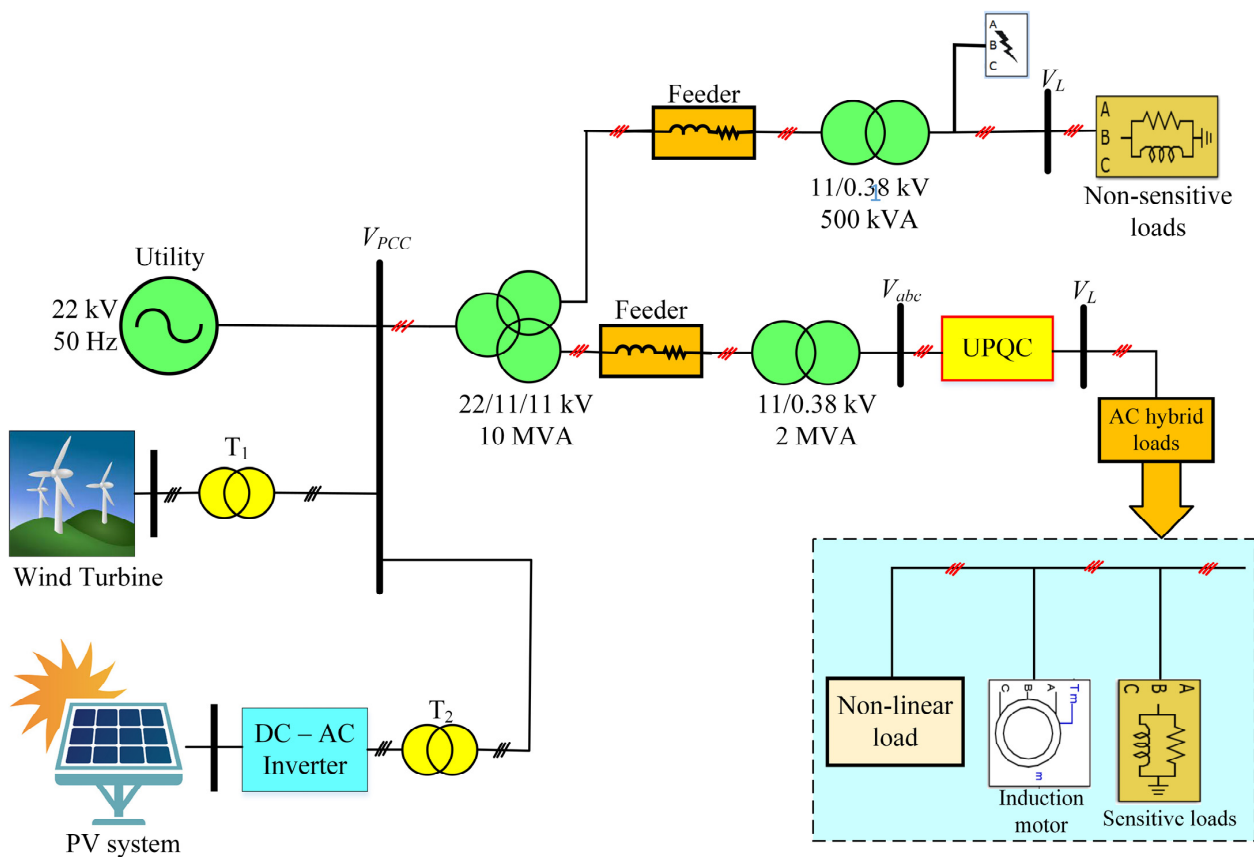 A
B
C
Feeder
V_L
A
B
C
11/0.38 kV
500 kVA
1
Non-sensitive
loads
Utility
22 kV
50 Hz
V_PCC
Feeder
V_abc
UPQC
V_L
22/11/11 kV
10 MVA
11/0.38 kV
2 MVA
AC hybrid
loads
T1
Wind Turbine
T2
DC – AC
Inverter
PV system
Non-linear
load
C
B
A
Tm
m
Induction
motor
C
B
A
Sensitive loads